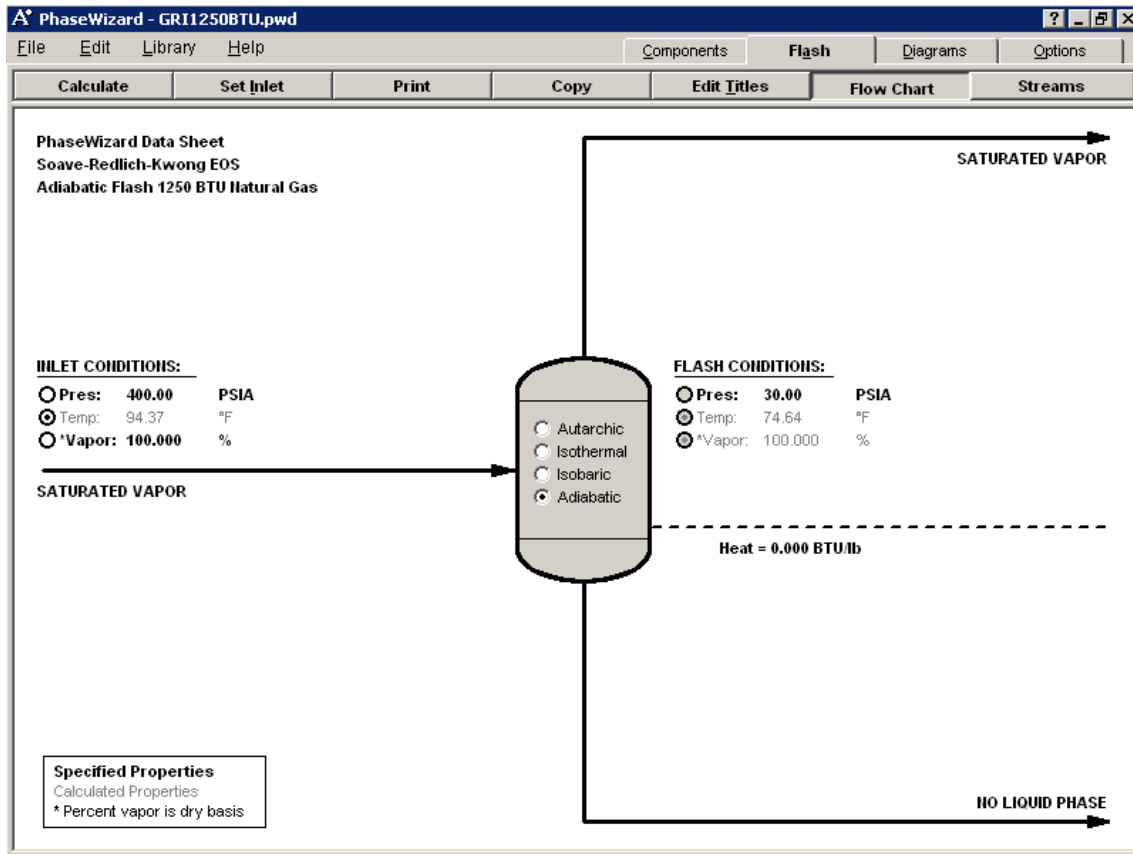 PhaseWizard - GRI1250BTU.pwd
File Edit Library Help Components Flash Diagrams Options
Calculate Set Inlet Print Copy Edit Titles Flow Chart Streams
PhaseWizard Data Sheet
Soave-Redlich-Kwong EOS
Adiabatic Flash 1250 BTU Natural Gas
SATURATED VAPOR
INLET CONDITIONS:
Pres: 400.00 PSIA
Temp: 94.37 °F
*Vapor: 100.000 %
SATURATED VAPOR
Autarchic
Isothermal
Isobaric
Adiabatic
FLASH CONDITIONS:
Pres: 30.00 PSIA
Temp: 74.64 °F
*Vapor: 100.000 %
Heat = 0.000 BTU/lb
Specified Properties
Calculated Properties
* Percent vapor is dry basis
NO LIQUID PHASE